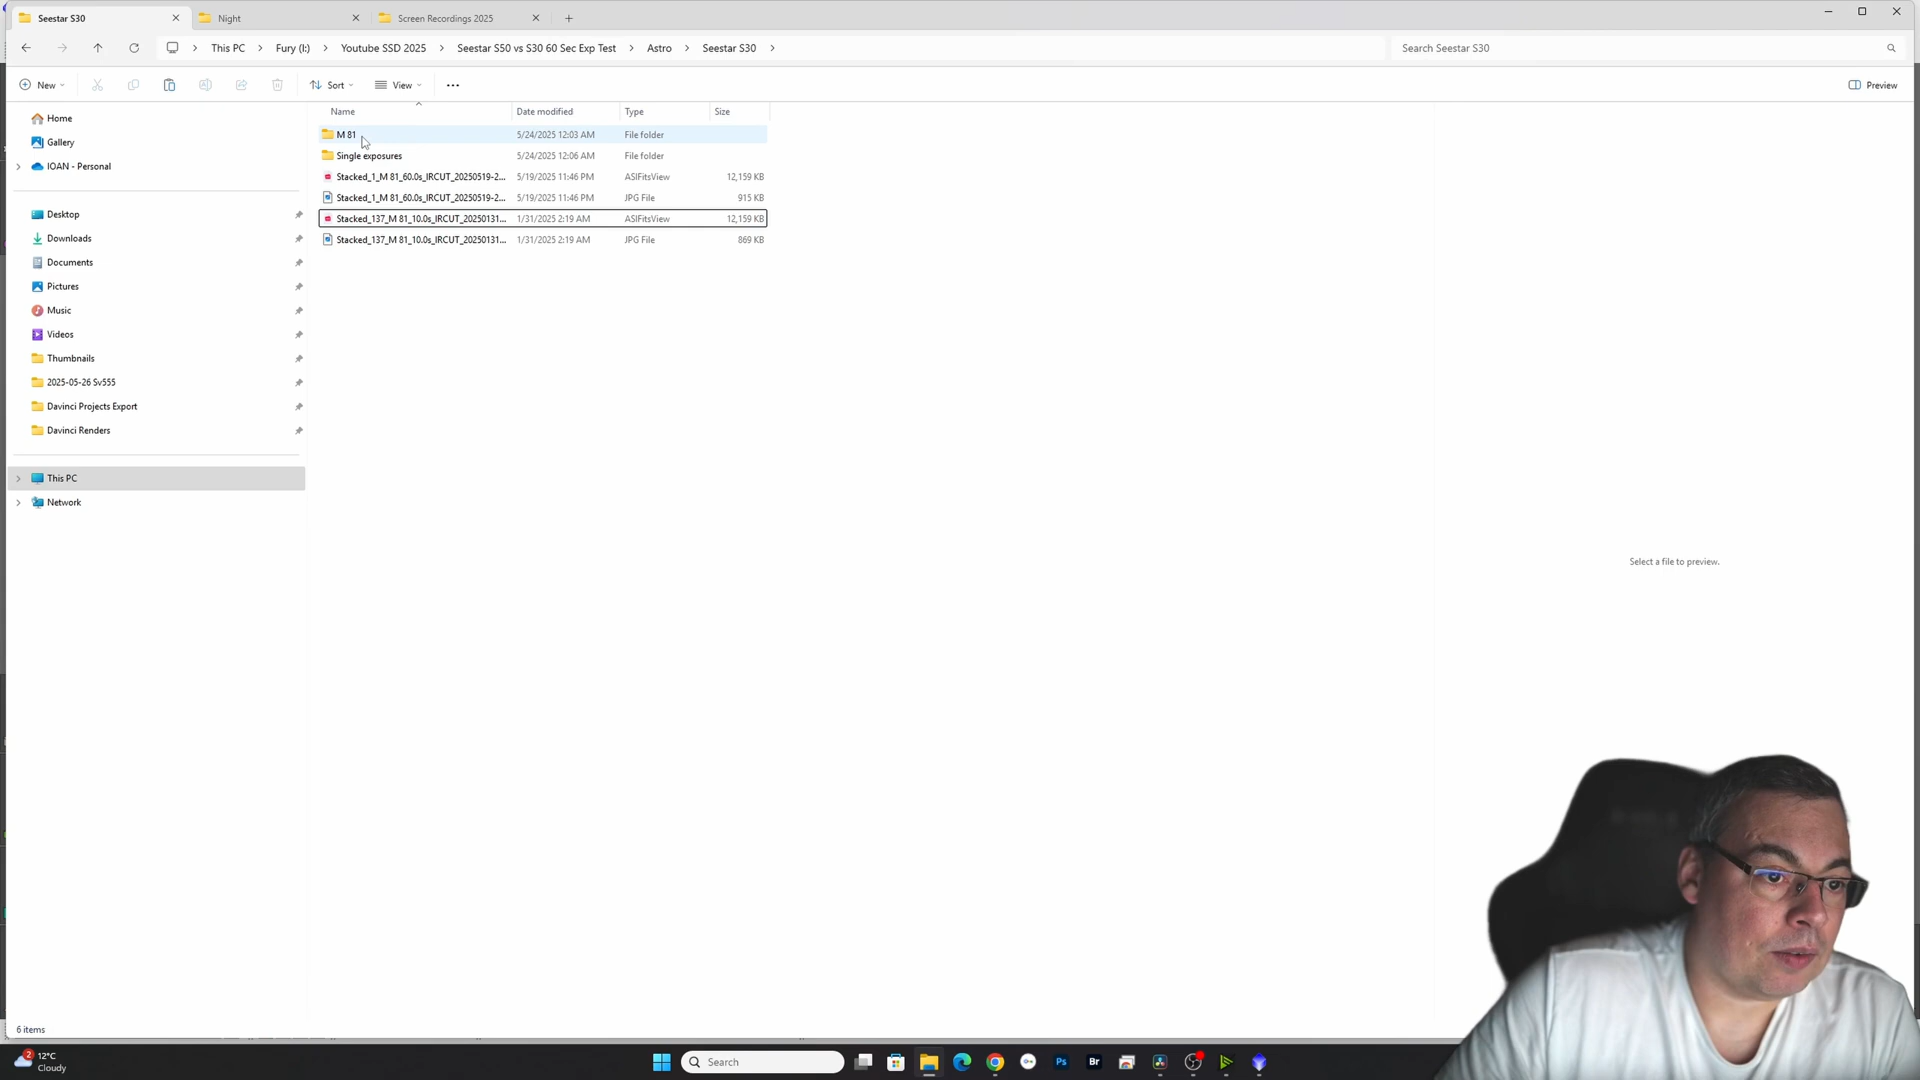 Seestar S30
Night
Screen Recordings 2025
This PC
Fury (I:)
Youtube SSD 2025
Seestar S50 vs S30 60 Sec Exp Test
Astro
Seestar S30
Search Seestar S30
New
Sort
View
Preview
Name
Date modified
Type
Size
M 81
5/24/2025 12:03 AM
File folder
Single exposures
5/24/2025 12:06 AM
File folder
Stacked_1_M 81_60.0s_IRCUT_20250519-2...
5/19/2025 11:46 PM
ASIFitsView
12,159 KB
Stacked_1_M 81_60.0s_IRCUT_20250519-2...
5/19/2025 11:46 PM
JPG File
915 KB
Stacked_137_M 81_10.0s_IRCUT_20250131...
1/31/2025 2:19 AM
ASIFitsView
12,159 KB
Stacked_137_M 81_10.0s_IRCUT_20250131...
1/31/2025 2:19 AM
JPG File
869 KB
Home
Gallery
IOAN - Personal
Desktop
Downloads
Documents
Pictures
Music
Videos
Thumbnails
2025-05-26 Sv555
Davinci Projects Export
Davinci Renders
This PC
Network
Select a file to preview.
6 items
2
12°C
Cloudy
Search
Ps
Br